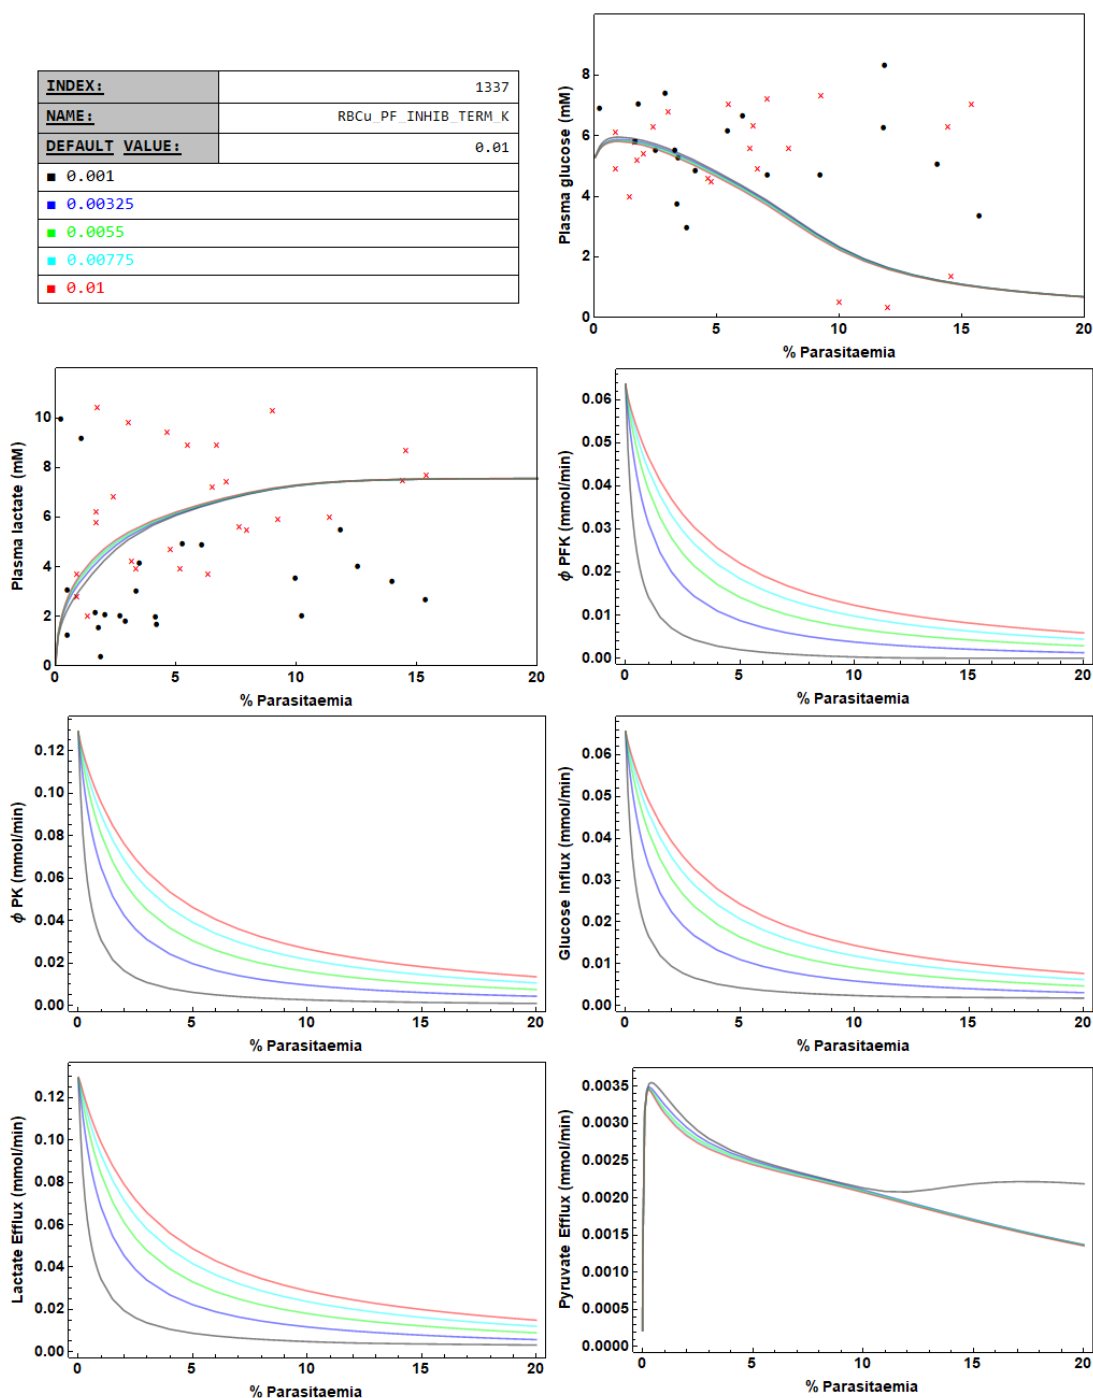 INDEX: 1337
NAME: RBCu_PF_INHIB_TERM_K
DEFAULT VALUE: 0.01
■ 0.001
■ 0.00325
■ 0.0055
■ 0.00775
■ 0.01
Plasma glucose (mM)
8
6
4
2
0
0 5 10 15 20
% Parasitaemia
Plasma lactate (mM)
10
8
6
4
2
0
0 5 10 15 20
% Parasitaemia
ϕ PFK (mmol/min)
0.06
0.05
0.04
0.03
0.02
0.01
0.00
0 5 10 15 20
% Parasitaemia
ϕ PK (mmol/min)
0.12
0.10
0.08
0.06
0.04
0.02
0.00
0 5 10 15 20
% Parasitaemia
Glucose Influx (mmol/min)
0.06
0.05
0.04
0.03
0.02
0.01
0.00
0 5 10 15 20
% Parasitaemia
Lactate Efflux (mmol/min)
0.12
0.10
0.08
0.06
0.04
0.02
0.00
0 5 10 15 20
% Parasitaemia
Pyruvate Efflux (mmol/min)
0.0035
0.0030
0.0025
0.0020
0.0015
0.0010
0.0005
0.0000
0 5 10 15 20
% Parasitaemia